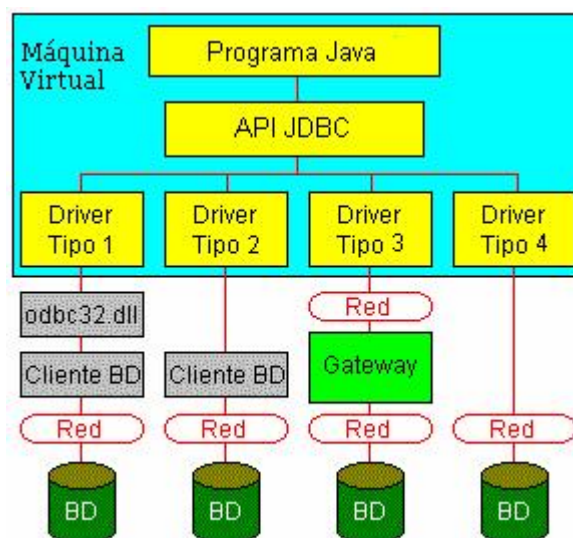 Máquina
Virtual
Programa Java
API JDBC
Driver
Tipo 1
Driver
Tipo 2
Driver
Tipo 3
Driver
Tipo 4
odbc32.dll
Red
Cliente BD
Cliente BD
Gateway
Red
Red
Red
Red
BD
BD
BD
BD